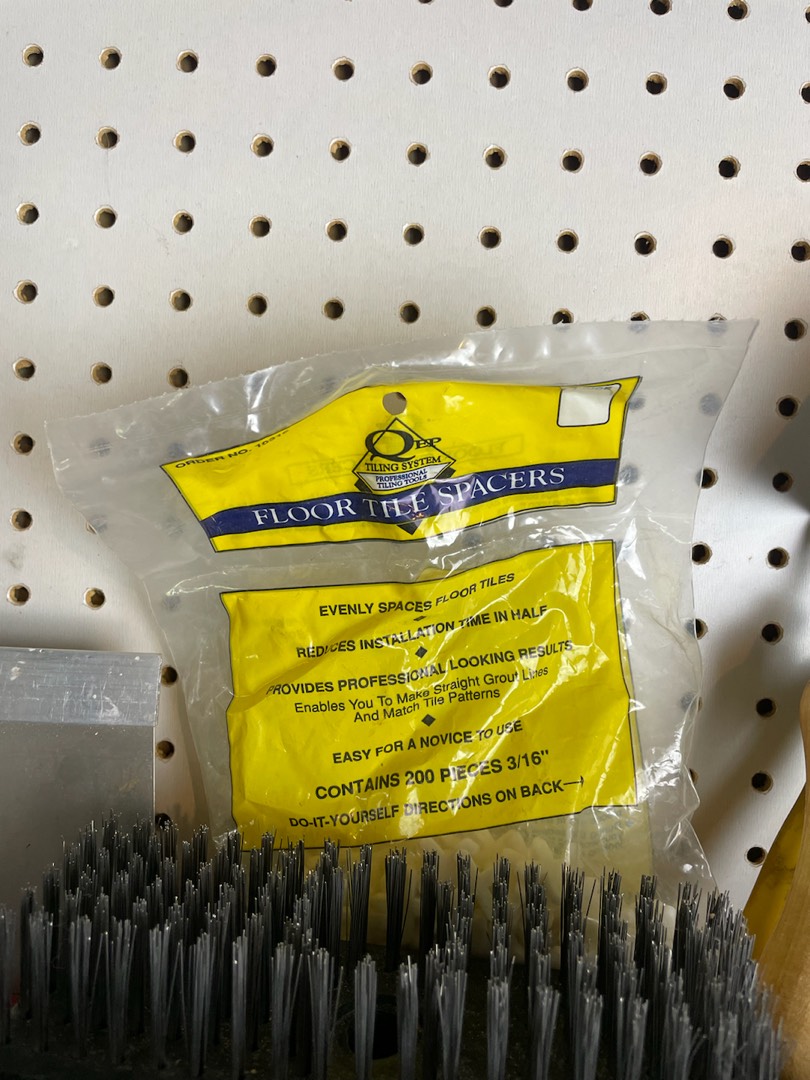 ORDER NO.
QEP
TILING SYSTEM
PROFESSIONAL
TILING TOOLS
FLOOR TILE SPACERS
EVENLY SPACES FLOOR TILES
REDUCES INSTALLATION TIME IN HALF
PROVIDES PROFESSIONAL LOOKING RESULTS
Enables You To Make Straight Grout Lines
And Match Tile Patterns
EASY FOR A NOVICE TO USE
CONTAINS 200 PIECES 3/16"
DO-IT-YOURSELF DIRECTIONS ON BACK→